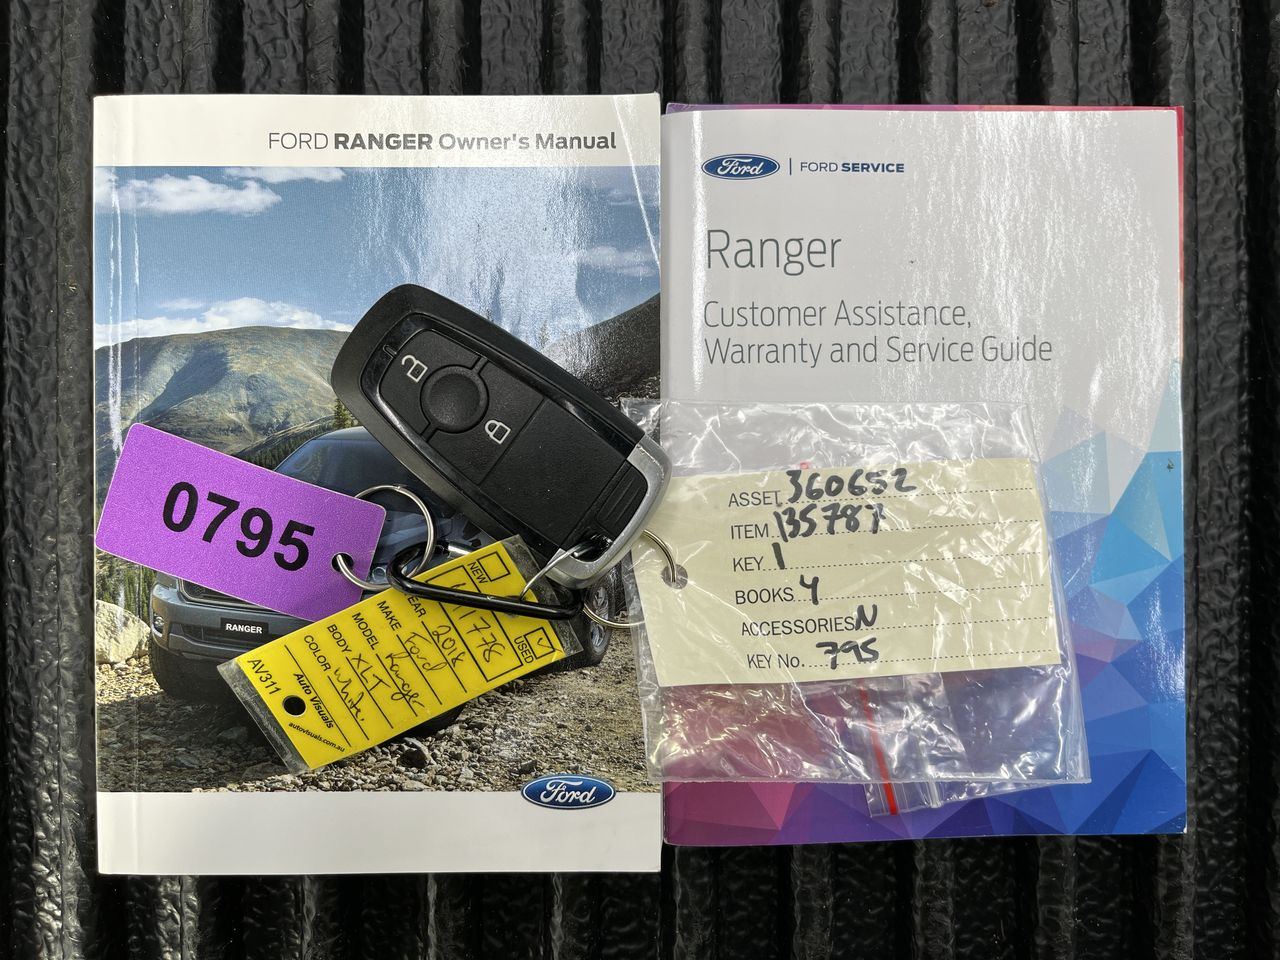 FORD RANGER Owner's Manual
Ford
FORD SERVICE
Ranger
Customer Assistance,
Warranty and Service Guide
0795
RANGER
NEW
USED
YEAR 2018
MAKE Ford
MODEL Ranger
BODY XLT
COLOR White.
Auto Visuals
autovisuals.com.au
AV311
ASSET 360652
ITEM 135787
KEY 1
BOOKS 4
ACCESSORIES N
KEY No. 795
Ford